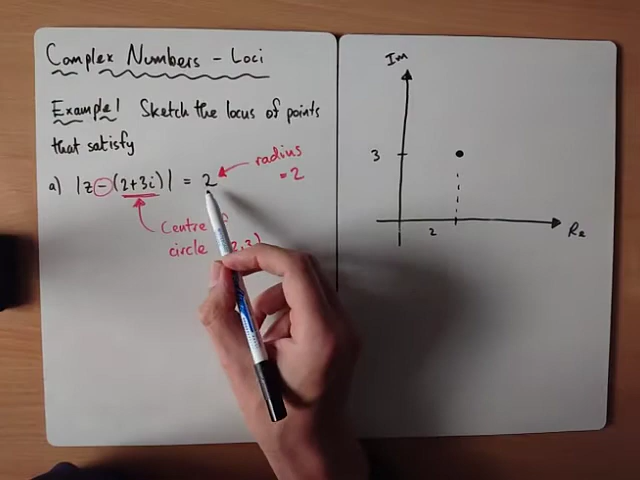 Complex Numbers - Loci
Example 1 Sketch the locus of points
that satisfy
a) |z - (2+3i)| = 2
radius
= 2
Centre
circle
Im
3
2
Re